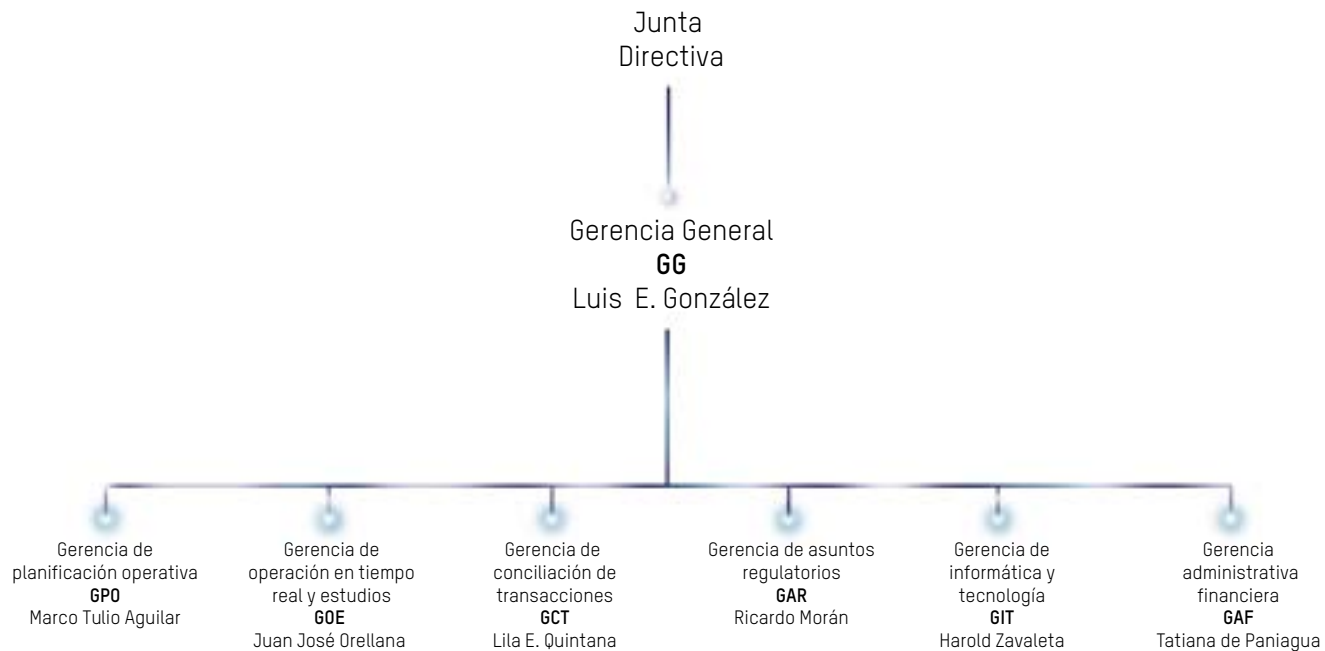 Junta
Directiva
Gerencia General
GG
Luis E. González
Gerencia de
planificación operativa
GPO
Marco Tulio Aguilar
Gerencia de
operación en tiempo
real y estudios
GOE
Juan José Orellana
Gerencia de
conciliación de
transacciones
GCT
Lila E. Quintana
Gerencia de asuntos
regulatorios
GAR
Ricardo Morán
Gerencia de
informática y
tecnología
GIT
Harold Zavaleta
Gerencia
administrativa
financiera
GAF
Tatiana de Paniagua